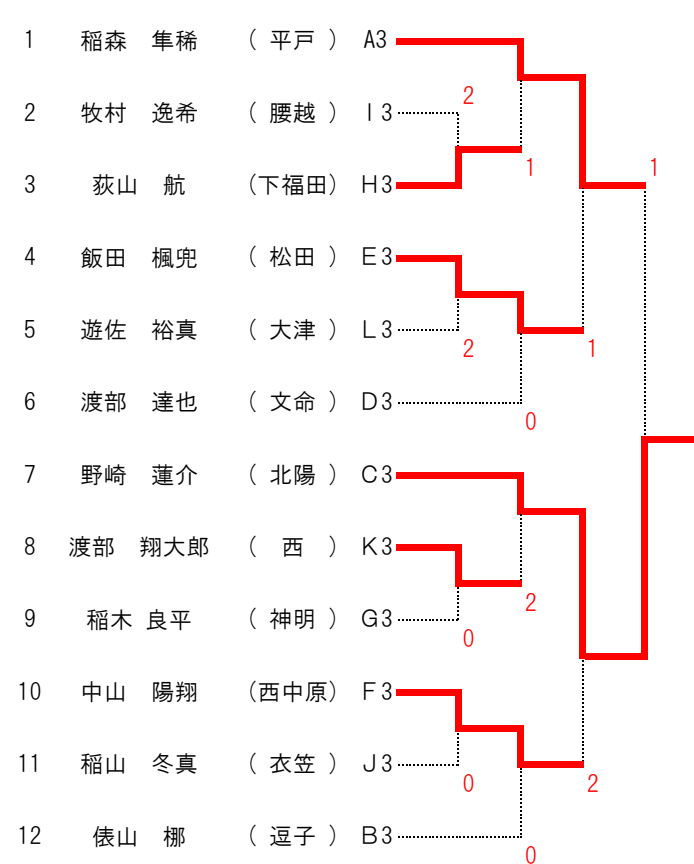 1 稲森 隼稀 ( 平戸 ) A3
2 牧村 逸希 ( 腰越 ) I3
2
3 荻山 航 (下福田) H3
1
1
4 飯田 楓兜 ( 松田 ) E3
5 遊佐 裕真 ( 大津 ) L3
2
1
6 渡部 達也 ( 文命 ) D3
0
7 野崎 蓮介 ( 北陽 ) C3
8 渡部 翔大郎 ( 西 ) K3
2
9 稲木 良平 ( 神明 ) G3
0
10 中山 陽翔 (西中原) F3
11 稲山 冬真 ( 衣笠 ) J3
0
2
12 俵山 梛 ( 逗子 ) B3
0